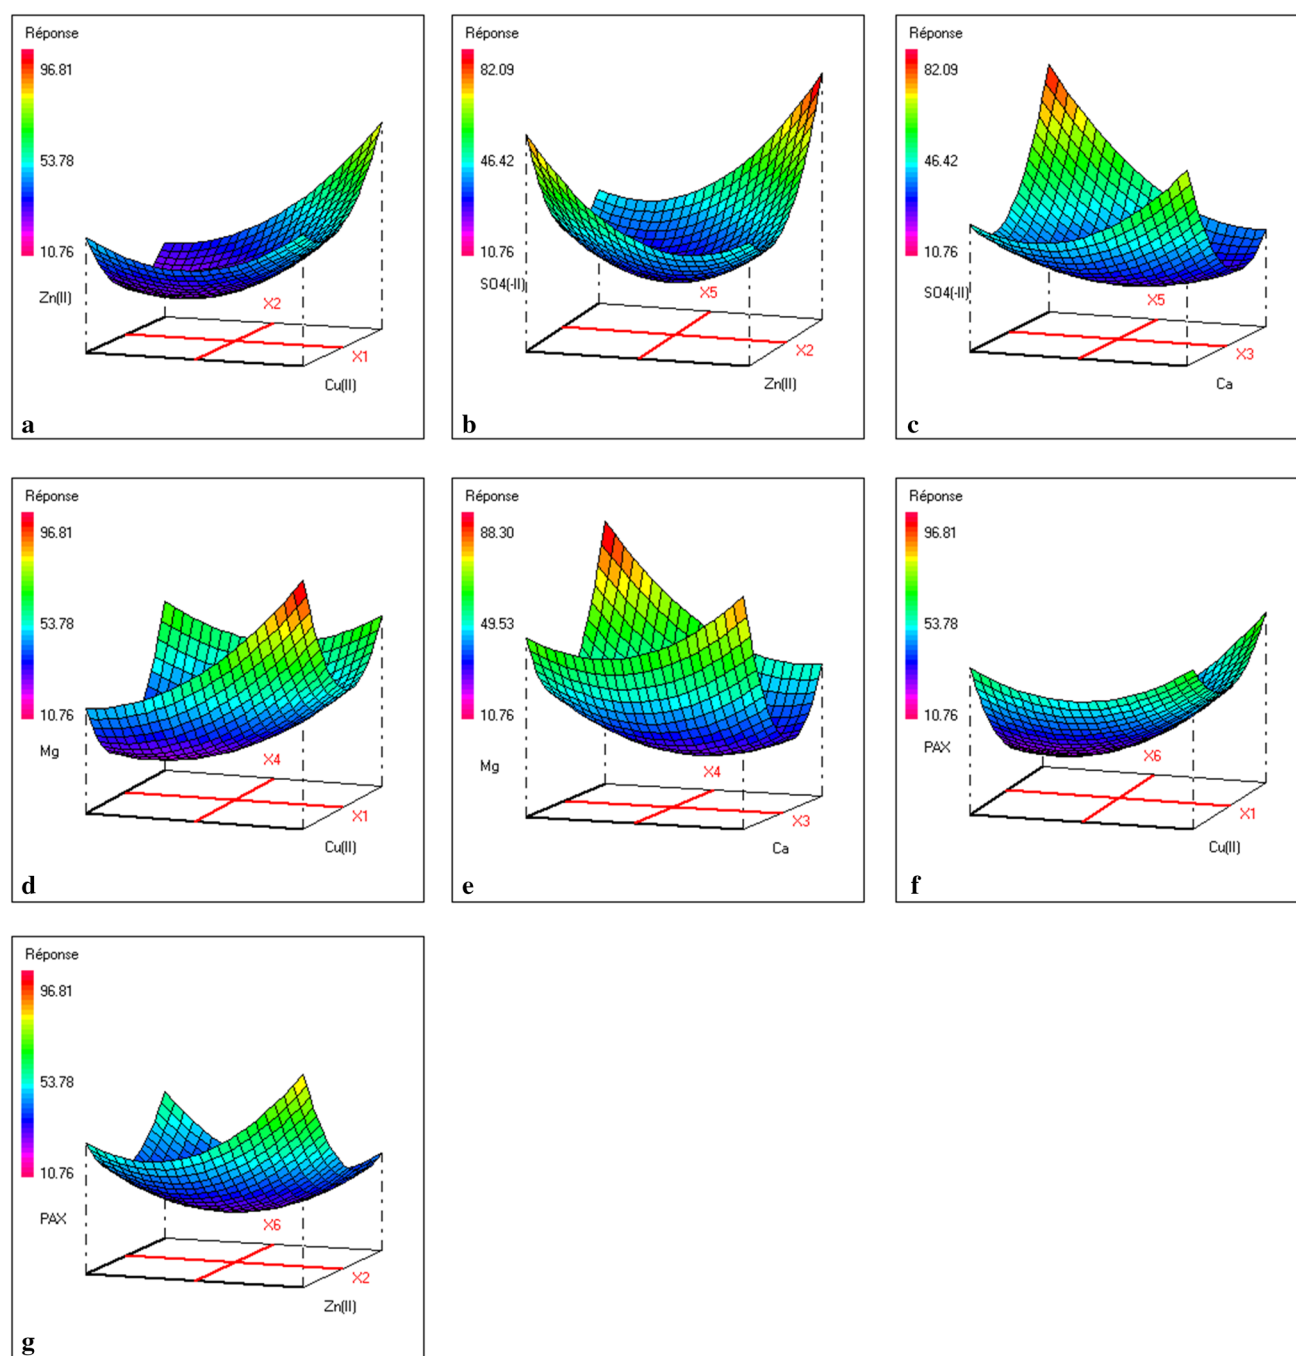 Réponse
96.81
53.78
10.76
Zn(II)
X2
X1
Cu(II)
a
Réponse
82.09
46.42
10.76
SO4(-II)
X5
X2
Zn(II)
b
Réponse
82.09
46.42
10.76
SO4(-II)
X5
X3
Ca
c
Réponse
96.81
53.78
10.76
Mg
X4
X1
Cu(II)
d
Réponse
88.30
49.53
10.76
Mg
X4
X3
Ca
e
Réponse
96.81
53.78
10.76
PAX
X6
X1
Cu(II)
f
Réponse
96.81
53.78
10.76
PAX
X6
X2
Zn(II)
g